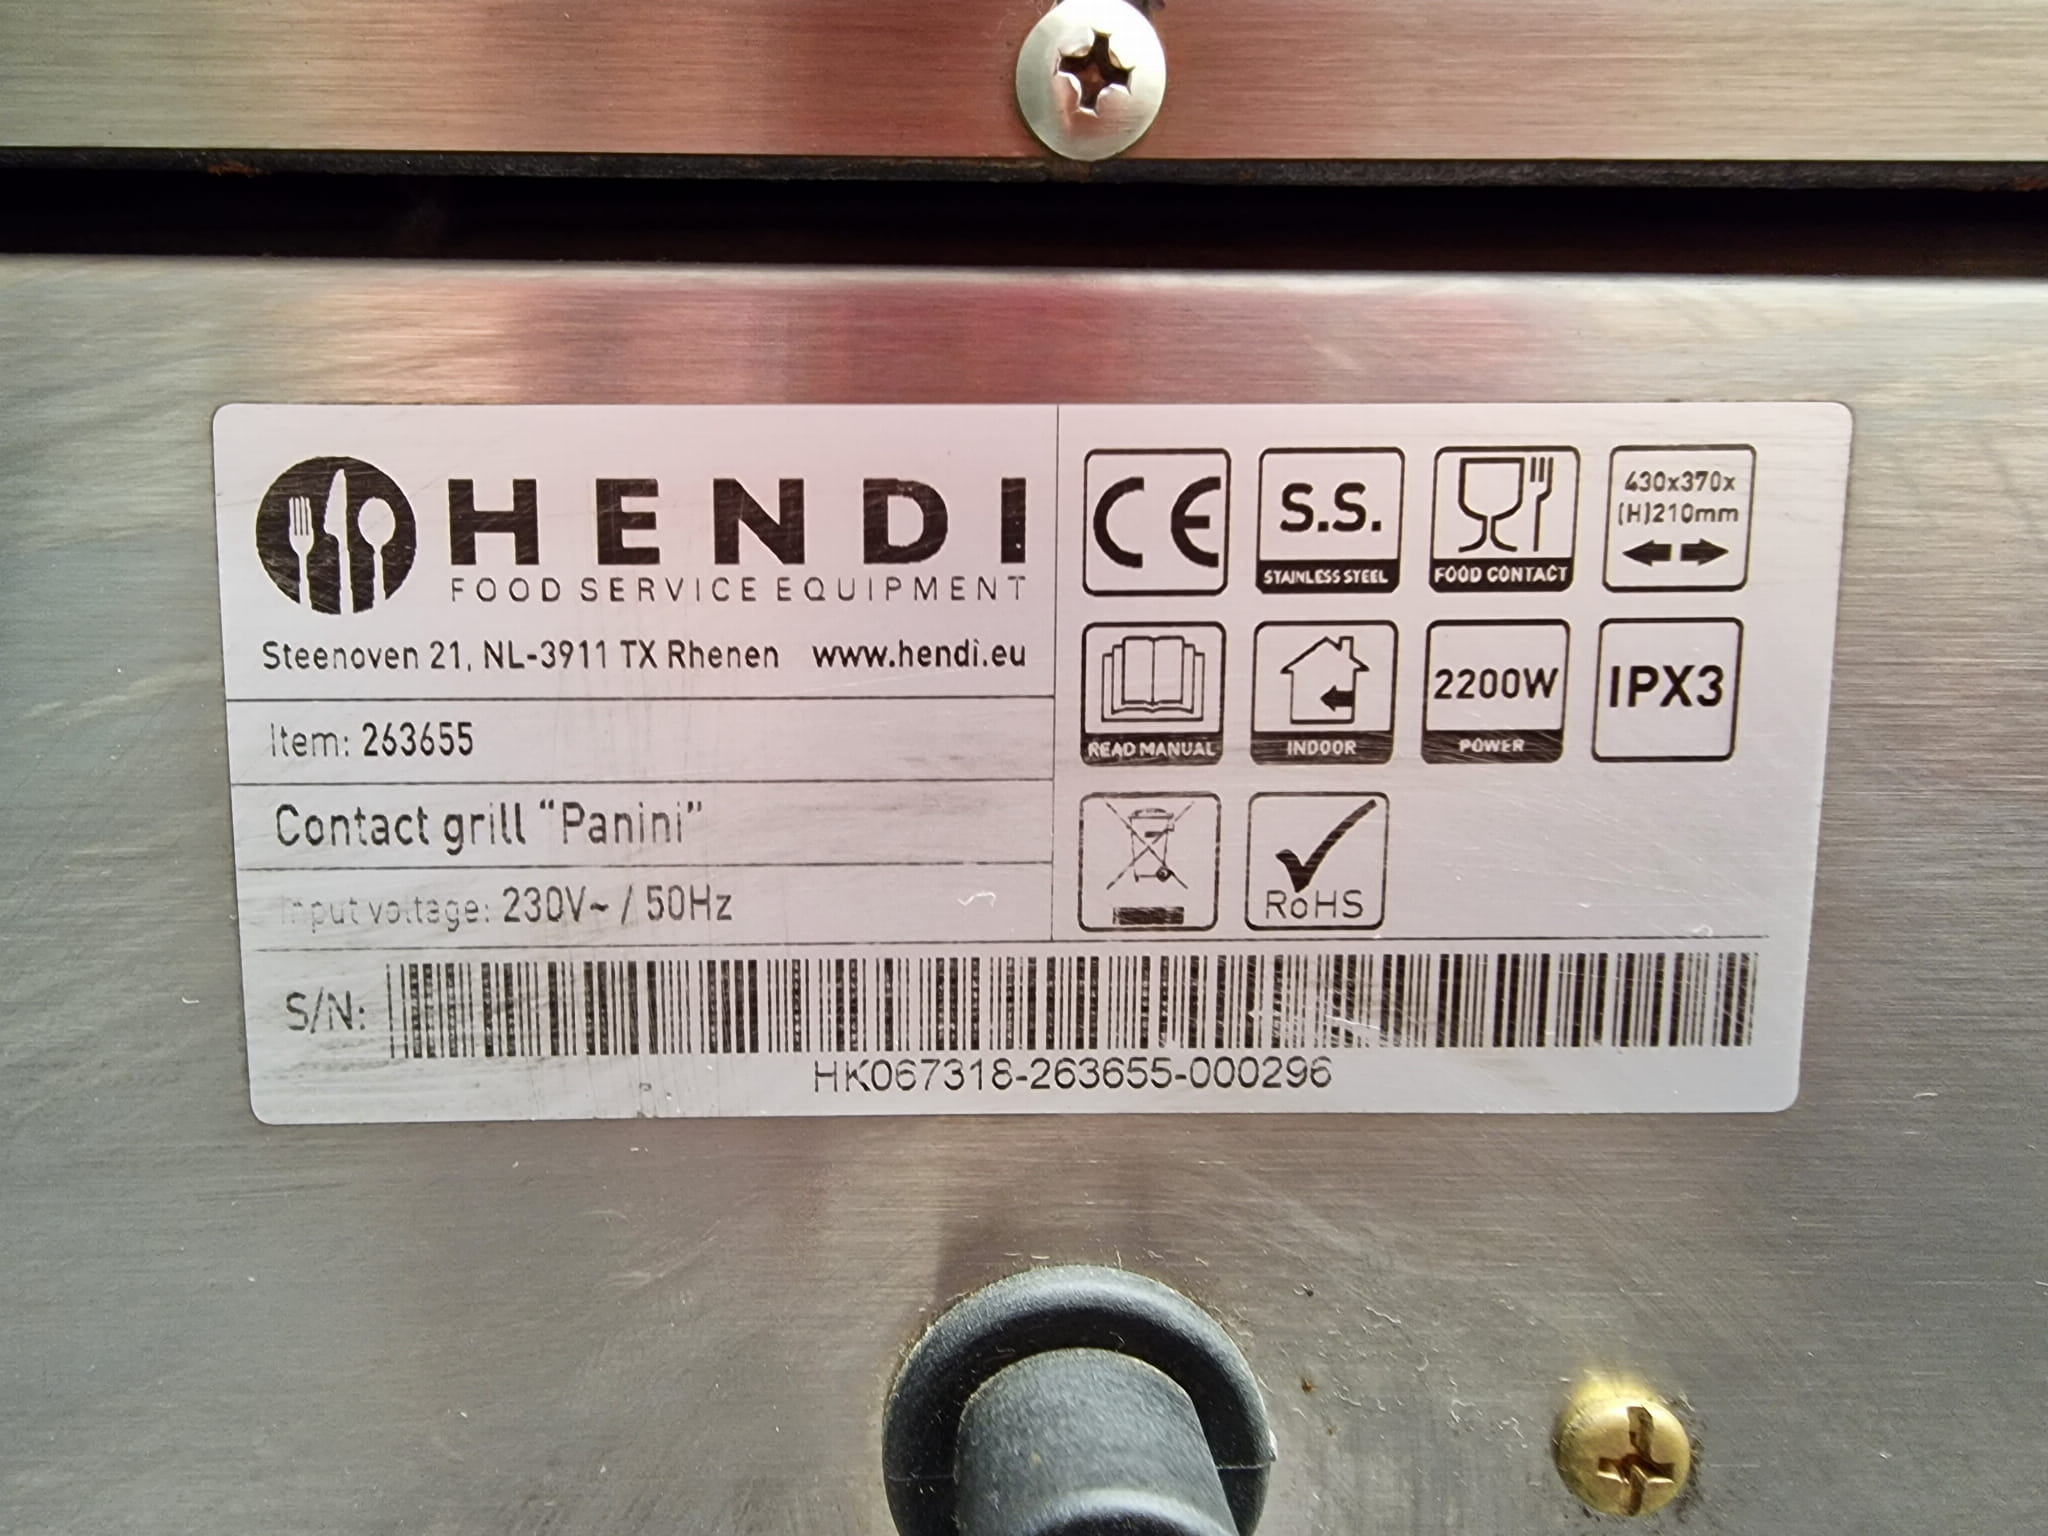 HENDI
FOOD SERVICE EQUIPMENT
Steenoven 21, NL-3911 TX Rhenen www.hendi.eu
Item: 263655
Contact grill “Panini”
Input voltage: 230V~ / 50Hz
CE
S.S.
STAINLESS STEEL
FOOD CONTACT
430x370x
(H)210mm
READ MANUAL
INDOOR
2200W
POWER
IPX3
RoHS
S/N:
HK067318-263655-000296